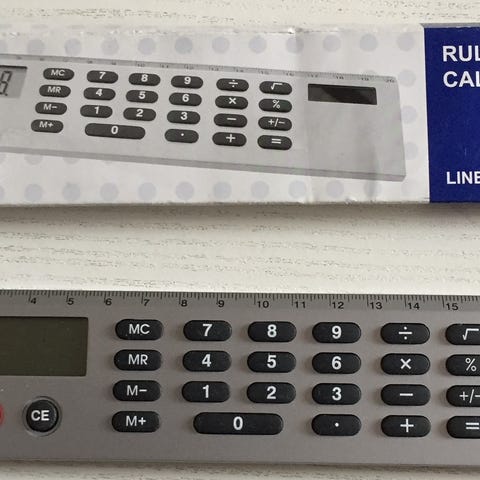 RUL
CAL
LINE
8
MC 7 8 9 ÷ √
MR 4 5 6 × %
M− 1 2 3 − +/−
M+ 0 · + =
4 5 6 7 8 9 10 11 12 13 14 15
MC 7 8 9 ÷ √
MR 4 5 6 × %
M− 1 2 3 − +/−
CE M+ 0 · + =